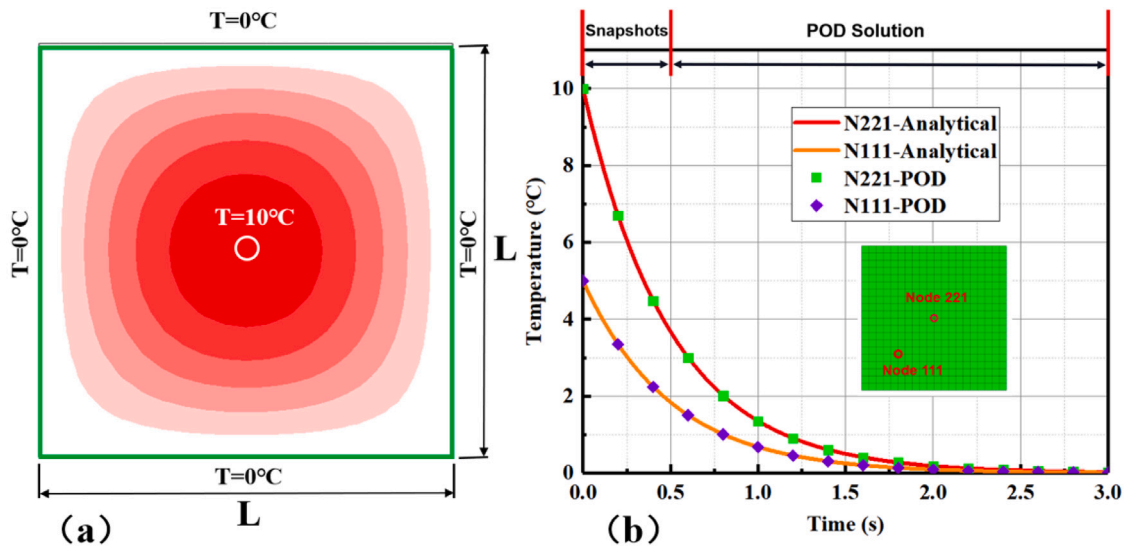 T=0°C
T=0°C
T=10°C
T=0°C
L
T=0°C
L
(a)
Snapshots
POD Solution
10
8
6
4
2
0
Temperature (°C)
N221-Analytical
N111-Analytical
N221-POD
N111-POD
Node 221
Node 111
0.0 0.5 1.0 1.5 2.0 2.5 3.0
Time (s)
(b)